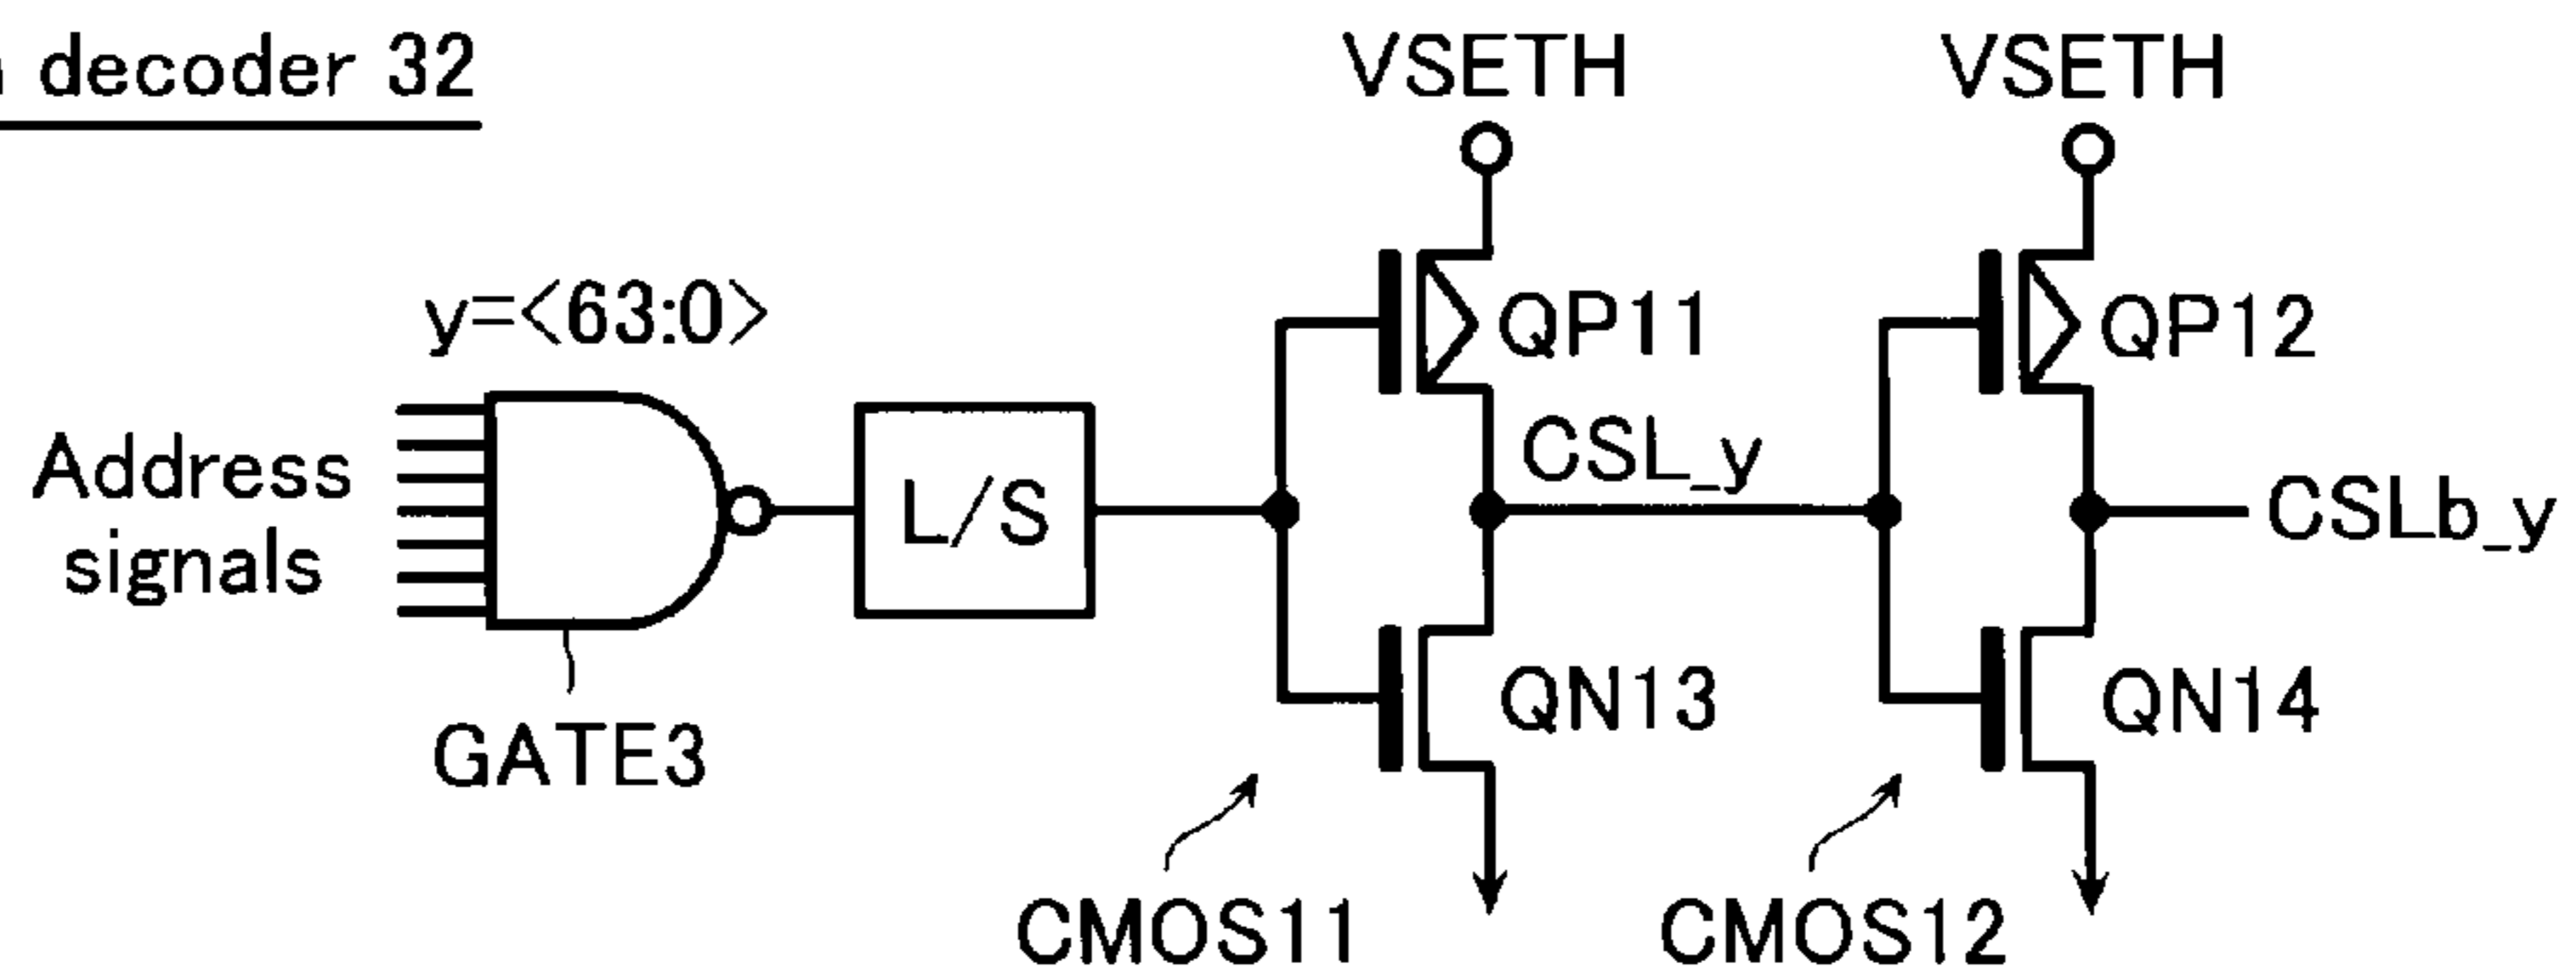 decoder 32
VSETH
VSETH
y=<63:0>
QP11
QP12
Address
signals
L/S
CSL_y
CSLb_y
GATE3
QN13
QN14
CMOS11
CMOS12